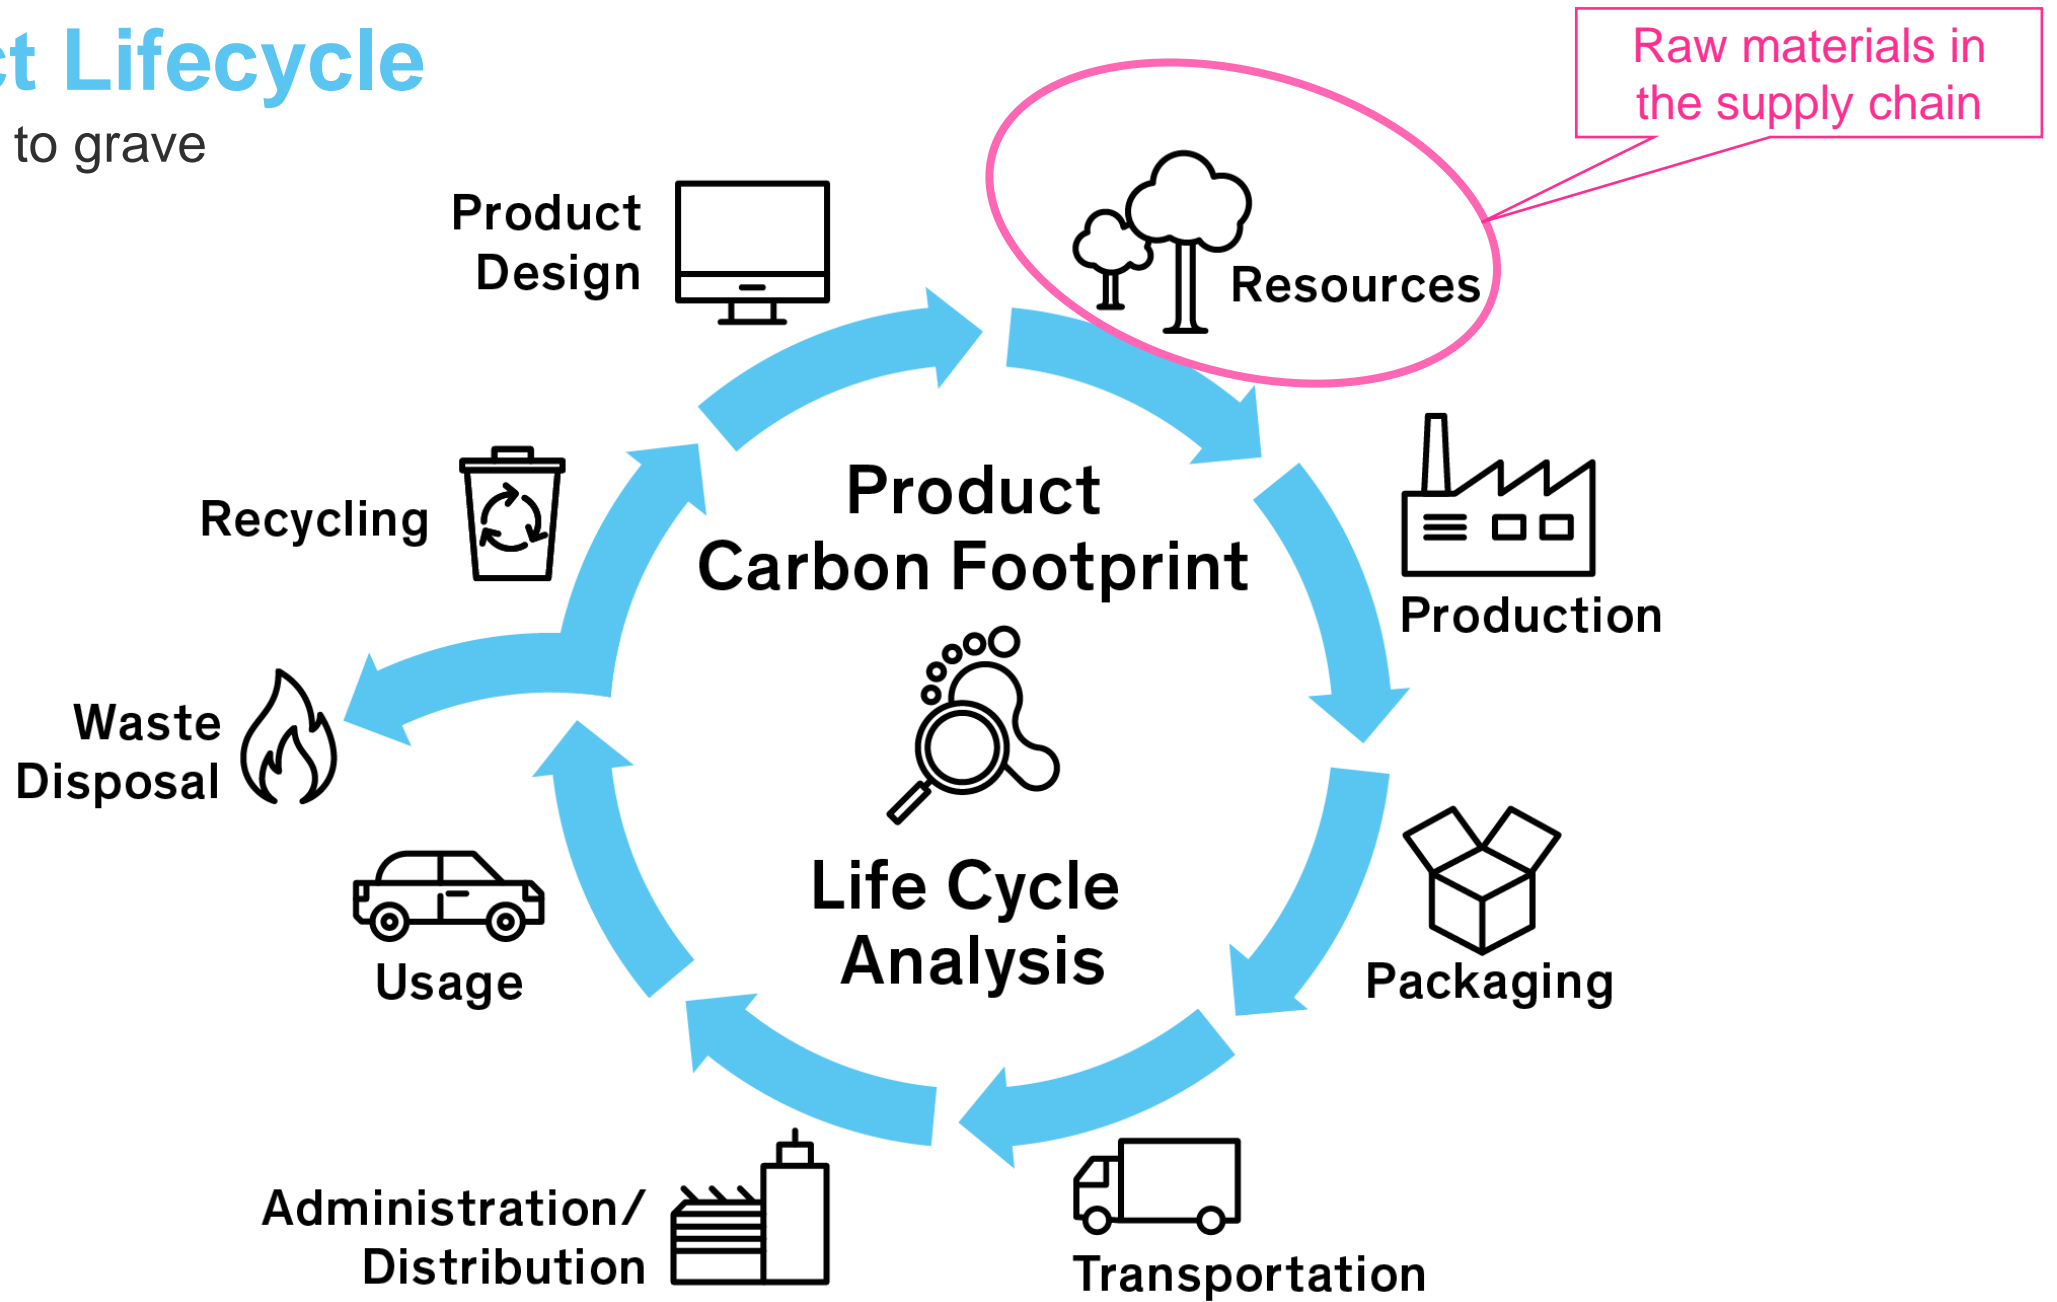 ct Lifecycle
to grave
Raw materials in
the supply chain
Product
Design
Resources
Recycling
Product
Carbon Footprint
Production
Waste
Disposal
Life Cycle
Analysis
Usage
Packaging
Administration/
Distribution
Transportation